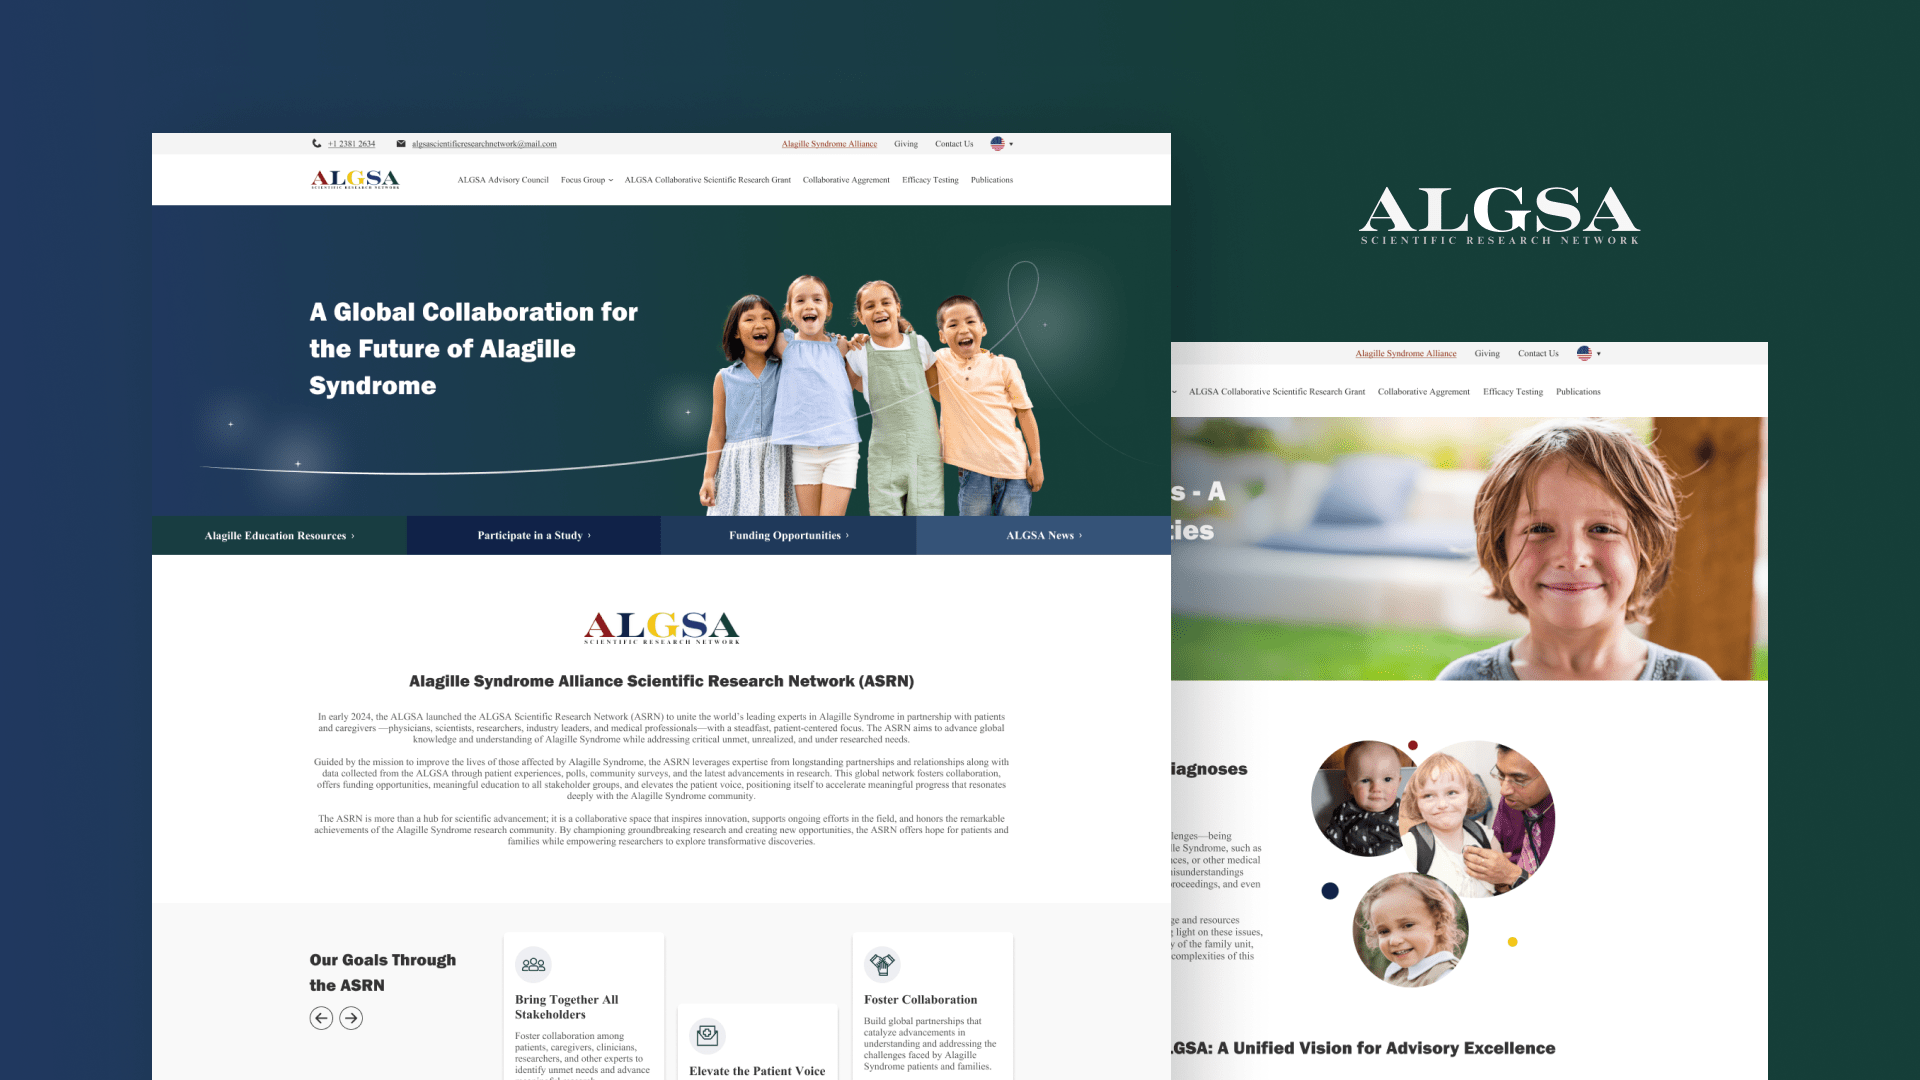 +1 2381 2634
algsascientificresearchnetwork@mail.com
Alagille Syndrome Alliance
Giving
Contact Us
ALGSA
SCIENTIFIC RESEARCH NETWORK
ALGSA Advisory Council
Focus Group
ALGSA Collaborative Scientific Research Grant
Collaborative Aggrement
Efficacy Testing
Publications
A Global Collaboration for
the Future of Alagille
Syndrome
Alagille Education Resources ›
Participate in a Study ›
Funding Opportunities ›
ALGSA News ›
ALGSA
SCIENTIFIC RESEARCH NETWORK
Alagille Syndrome Alliance Scientific Research Network (ASRN)
In early 2024, the ALGSA launched the ALGSA Scientific Research Network (ASRN) to unite the world's leading experts in Alagille Syndrome in partnership with patients
and caregivers —physicians, scientists, researchers, industry leaders, and medical professionals—with a steadfast, patient-centered focus. The ASRN aims to advance global
knowledge and understanding of Alagille Syndrome while addressing critical unmet, unrealized, and under researched needs.
Guided by the mission to improve the lives of those affected by Alagille Syndrome, the ASRN leverages expertise from longstanding partnerships and relationships along with
data collected from the ALGSA through patient experiences, polls, community surveys, and the latest advancements in research. This global network fosters collaboration,
offers funding opportunities, meaningful education to all stakeholder groups, and elevates the patient voice, positioning itself to accelerate meaningful progress that resonates
deeply with the Alagille Syndrome community.
The ASRN is more than a hub for scientific advancement; it is a collaborative space that inspires innovation, supports ongoing efforts in the field, and honors the remarkable
achievements of the Alagille Syndrome research community. By championing groundbreaking research and creating new opportunities, the ASRN offers hope for patients and
families while empowering researchers to explore transformative discoveries.
Our Goals Through
the ASRN
Bring Together All
Stakeholders
Foster collaboration among
patients, caregivers, clinicians,
researchers, and other experts to
identify unmet needs and advance
Elevate the Patient Voice
Foster Collaboration
Build global partnerships that
catalyze advancements in
understanding and addressing the
challenges faced by Alagille
Syndrome patients and families.
ALGSA
SCIENTIFIC RESEARCH NETWORK
Alagille Syndrome Alliance
Giving
Contact Us
ALGSA Collaborative Scientific Research Grant
Collaborative Aggrement
Efficacy Testing
Publications
s - A
ies
iagnoses
lenges—being
lle Syndrome, such as
nces, or other medical
isunderstandings
roceedings, and even
ge and resources
g light on these issues,
y of the family unit,
complexities of this
LGSA: A Unified Vision for Advisory Excellence